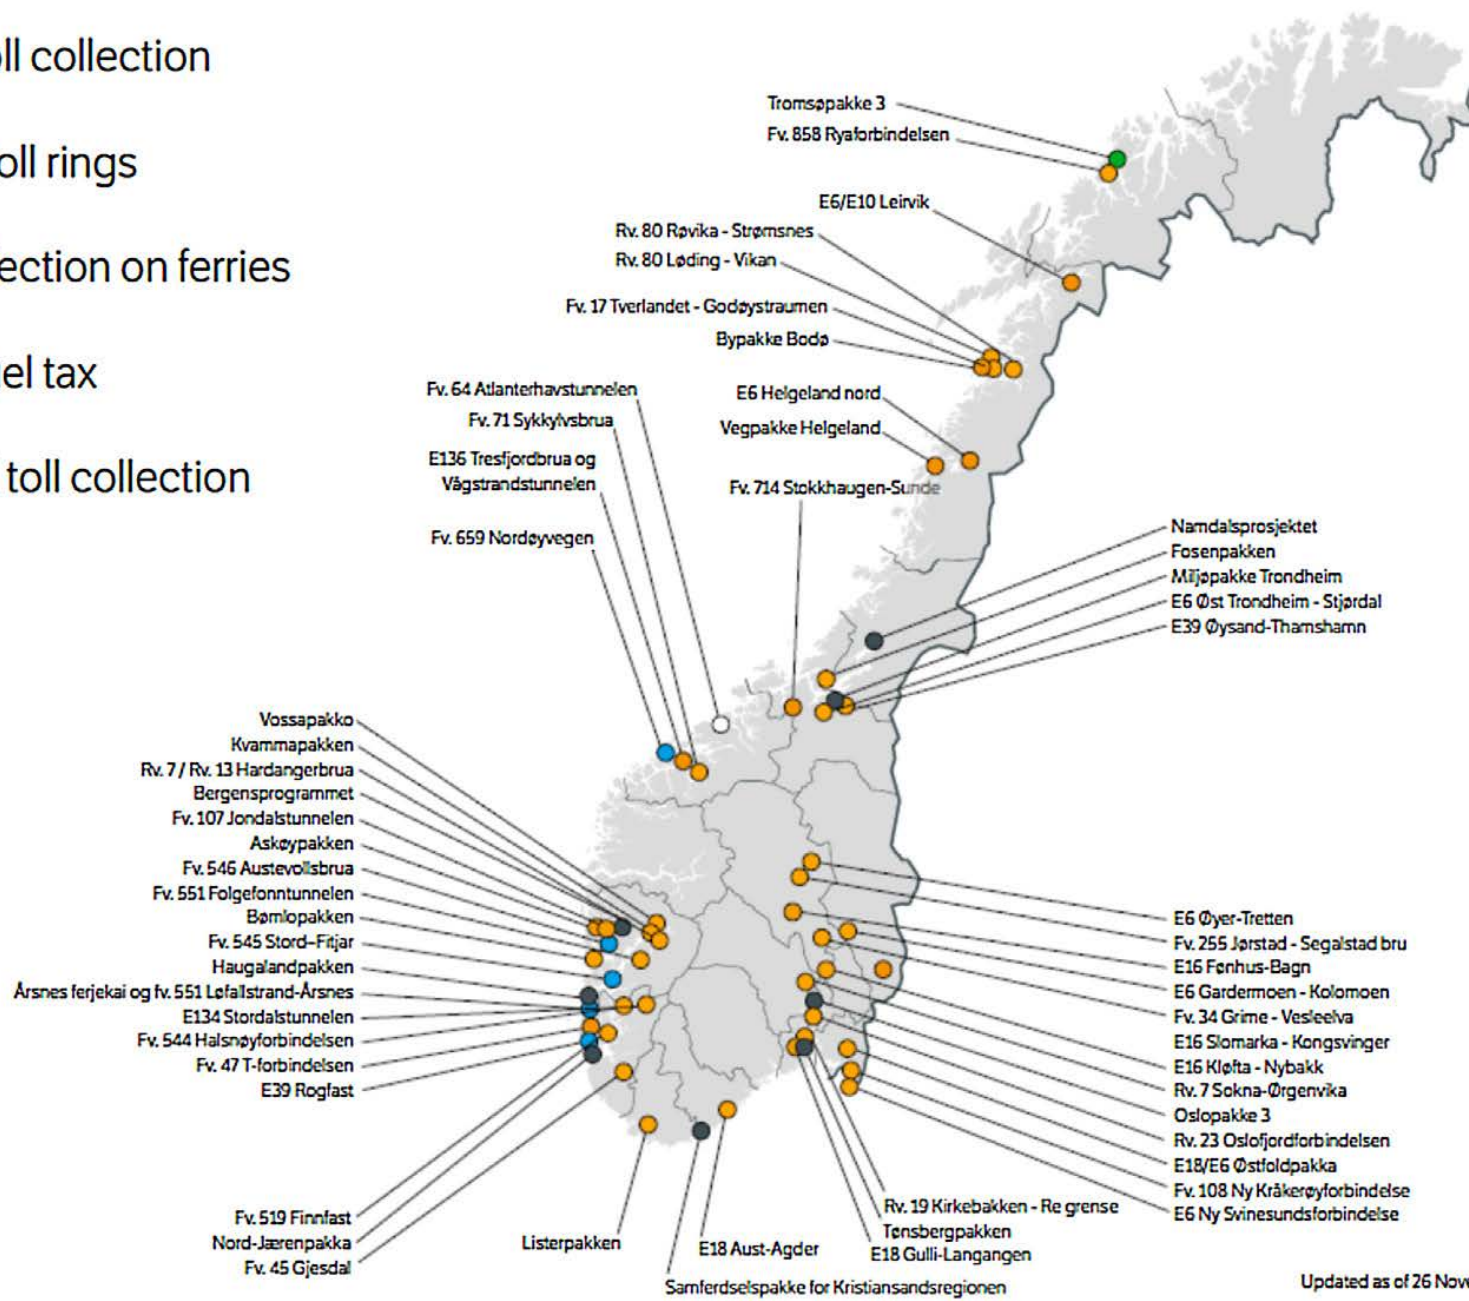 ll collection
oll rings
ection on ferries
el tax
toll collection
Tromsøpakke 3
Fv. 858 Ryaforbindelsen
E6/E10 Leirvik
Rv. 80 Røvika - Strømsnes
Rv. 80 Løding - Vikan
Fv. 17 Tverlandet - Godøystraumen
Bypakke Bodø
Fv. 64 Atlanterhavstunnelen
Fv. 71 Sykkylvsbrua
E136 Tresfjordbrua og
Vågstrandstunnelen
Fv. 659 Nordøyvegen
E6 Helgeland nord
Vegpakke Helgeland
Fv. 714 Stokkhaugen-Sunde
Namdalsprosjektet
Fosenpakken
Miljøpakke Trondheim
E6 Øst Trondheim - Stjørdal
E39 Øysand-Thamshamn
Vossapakko
Kvammapakken
Rv. 7 / Rv. 13 Hardangerbrua
Bergensprogrammet
Fv. 107 Jondalstunnelen
Askøypakken
Fv. 546 Austevollsbrua
Fv. 551 Folgefonntunnelen
Bømlopakken
Fv. 545 Stord-Fitjar
Haugalandpakken
Årsnes ferjekai og fv. 551 Løfallstrand-Årsnes
E134 Stordalstunnelen
Fv. 544 Halsnøyforbindelsen
Fv. 47 T-forbindelsen
E39 Rogfast
Fv. 519 Finnfast
Nord-Jærenpakka
Fv. 45 Gjesdal
Listerpakken
E18 Aust-Agder
Samferdselspakke for Kristiansandsregionen
Rv. 19 Kirkebakken - Re grense
Tønsbergpakken
E18 Gulli-Langangen
E6 Øyer-Tretten
Fv. 255 Jørstad - Segalstad bru
E16 Fønhus-Bagn
E6 Gardermoen - Kolomoen
Fv. 34 Grime - Vesleelva
E16 Slomarka - Kongsvinger
E16 Kløfta - Nybakk
Rv. 7 Sokna-Ørgenvika
Oslopakke 3
Rv. 23 Oslofjordforbindelsen
E18/E6 Østfoldpakka
Fv. 108 Ny Kråkerøyforbindelse
E6 Ny Svinesundsforbindelse
Updated as of 26 Nove